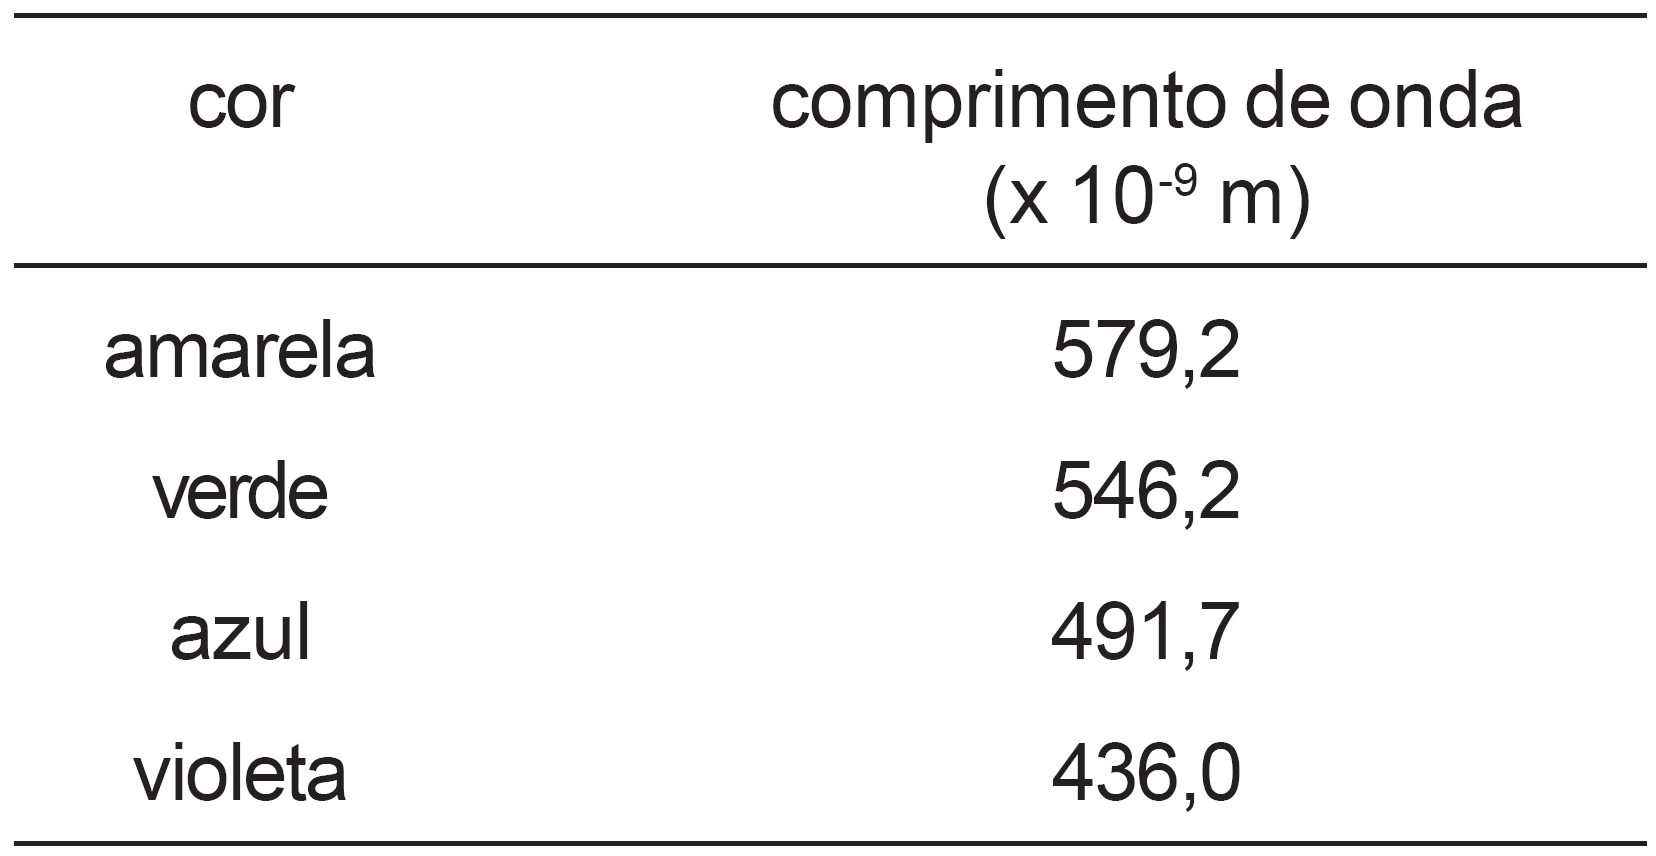 cor comprimento de onda
(x 10⁻⁹ m)
amarela 579,2
verde 546,2
azul 491,7
violeta 436,0